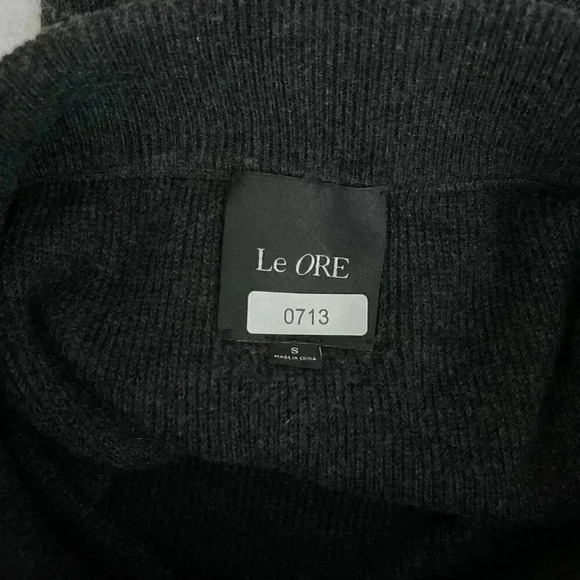 Le ORE
0713
S
MADE IN CHINA